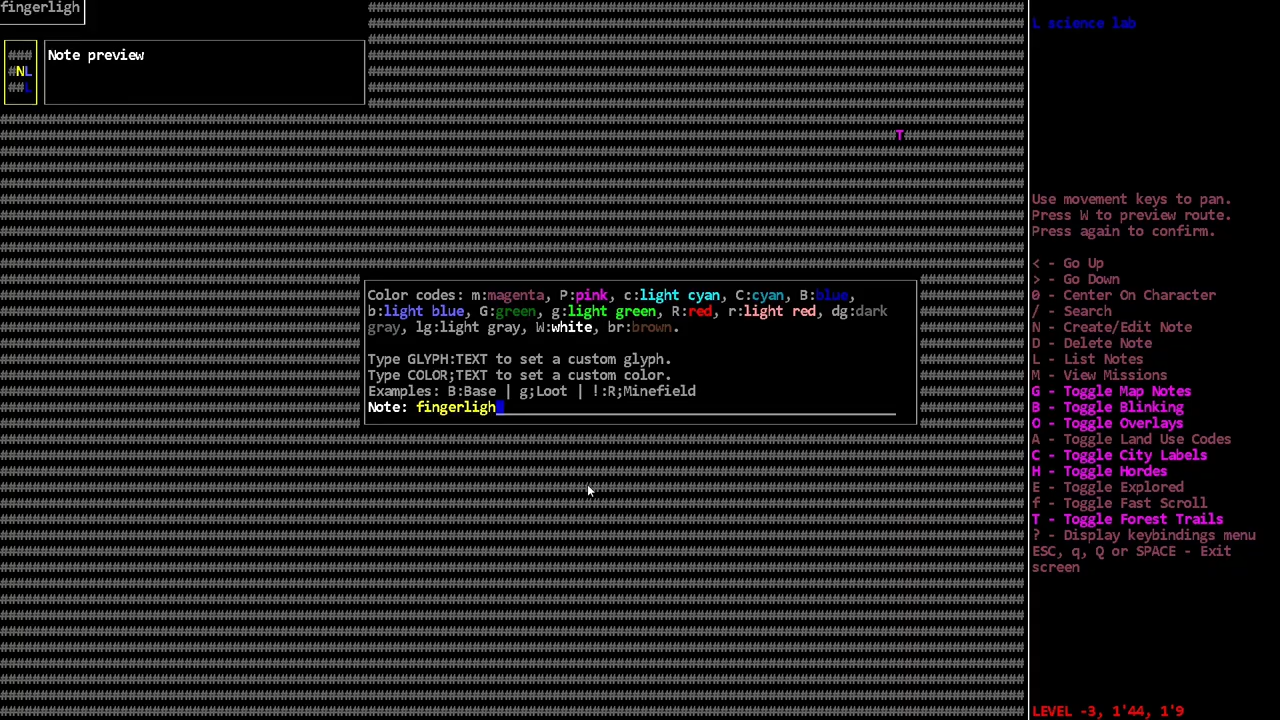 fingerligh
L science lab
Note preview
###
#NL
##L
T
Use movement keys to pan.
Press W to preview route.
Press again to confirm.
< - Go Up
> - Go Down
0 - Center On Character
/ - Search
N - Create/Edit Note
D - Delete Note
L - List Notes
M - View Missions
G - Toggle Map Notes
B - Toggle Blinking
O - Toggle Overlays
A - Toggle Land Use Codes
C - Toggle City Labels
H - Toggle Hordes
E - Toggle Explored
f - Toggle Fast Scroll
T - Toggle Forest Trails
? - Display keybindings menu
ESC, q, Q or SPACE - Exit
screen
Color codes: m:magenta, P:pink, c:light cyan, C:cyan, B:blue,
b:light blue, G:green, g:light green, R:red, r:light red, dg:dark
gray, lg:light gray, W:white, br:brown.
Type GLYPH:TEXT to set a custom glyph.
Type COLOR;TEXT to set a custom color.
Examples: B:Base | g;Loot | !:R;Minefield
Note: fingerligh
LEVEL -3, 1'44, 1'9